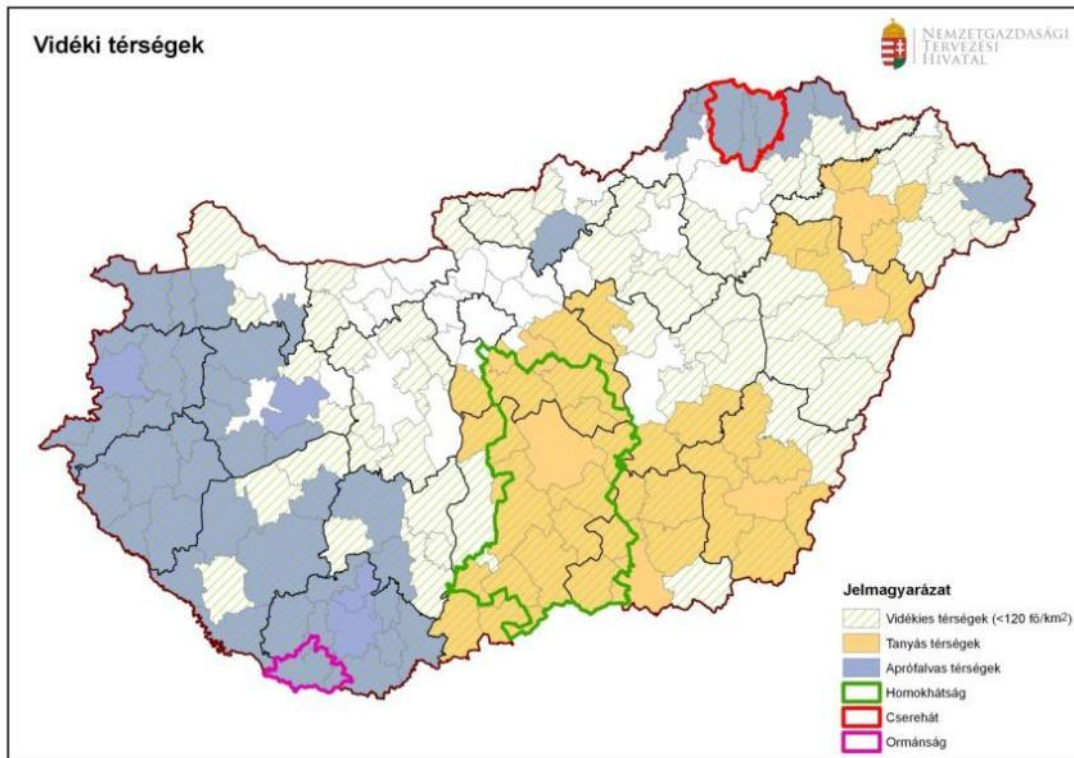 Vidéki térségek
NEMZETGAZDASÁGI
TERVEZÉSI
HIVATAL
Jelmagyarázat
Vidékies térségek (<120 fő/km2)
Tanyás térségek
Aprófalvas térségek
Homokhátság
Cserehát
Ormánság